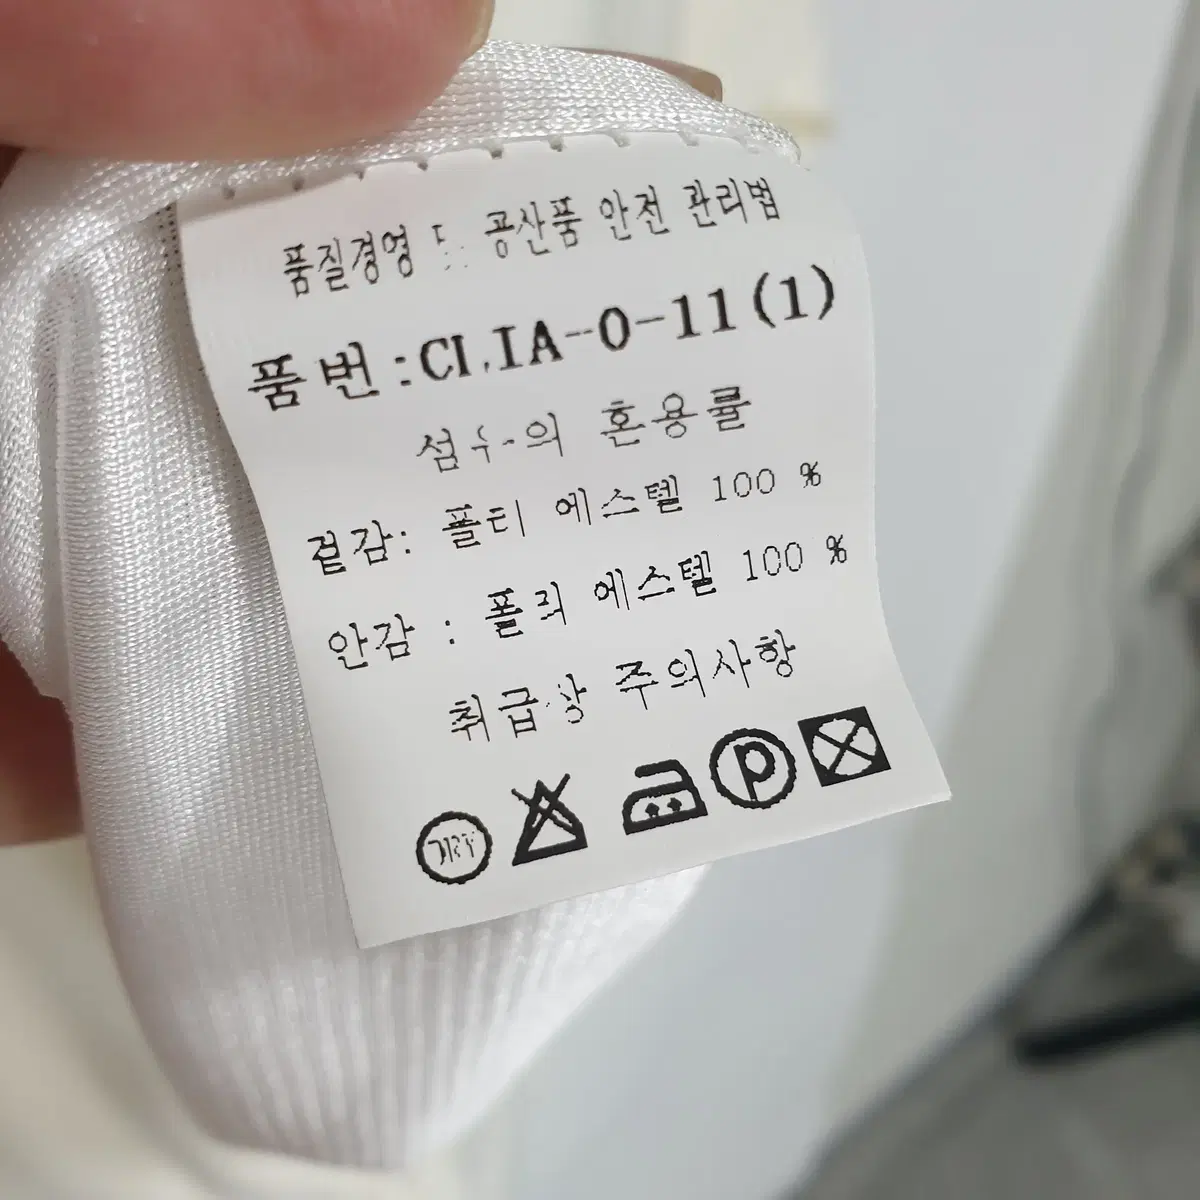 품질경영 및 공산품 안전 관리법
품번:CLIA-0-11(1)
섬유의 혼용률
겉감: 폴리 에스텔 100 %
안감 : 폴리 에스텔 100 %
취급상 주의사항
DRY P